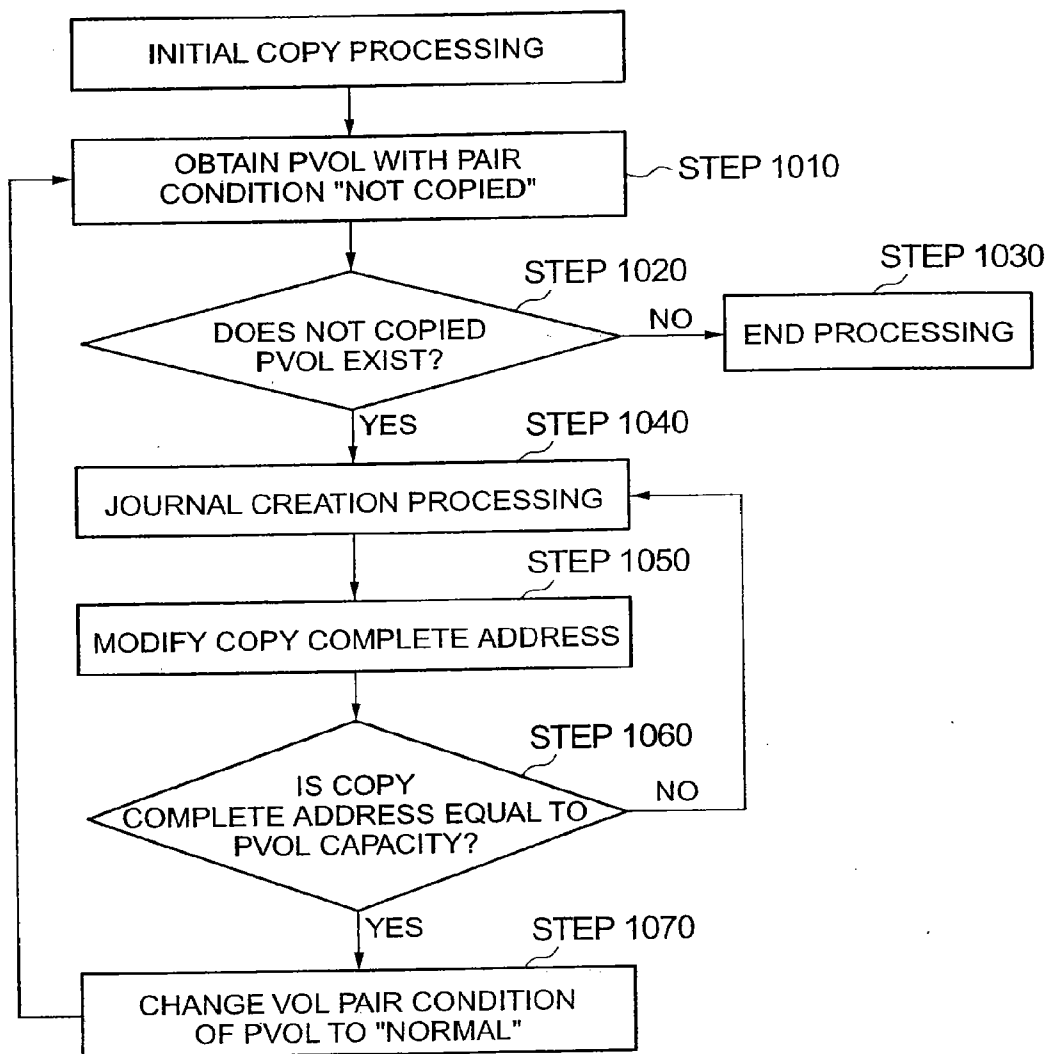 INITIAL COPY PROCESSING
OBTAIN PVOL WITH PAIR
CONDITION "NOT COPIED"
STEP 1010
STEP 1020
DOES NOT COPIED
PVOL EXIST?
NO
STEP 1030
END PROCESSING
YES
STEP 1040
JOURNAL CREATION PROCESSING
STEP 1050
MODIFY COPY COMPLETE ADDRESS
STEP 1060
IS COPY
COMPLETE ADDRESS EQUAL TO
PVOL CAPACITY?
NO
YES
STEP 1070
CHANGE VOL PAIR CONDITION
OF PVOL TO "NORMAL"